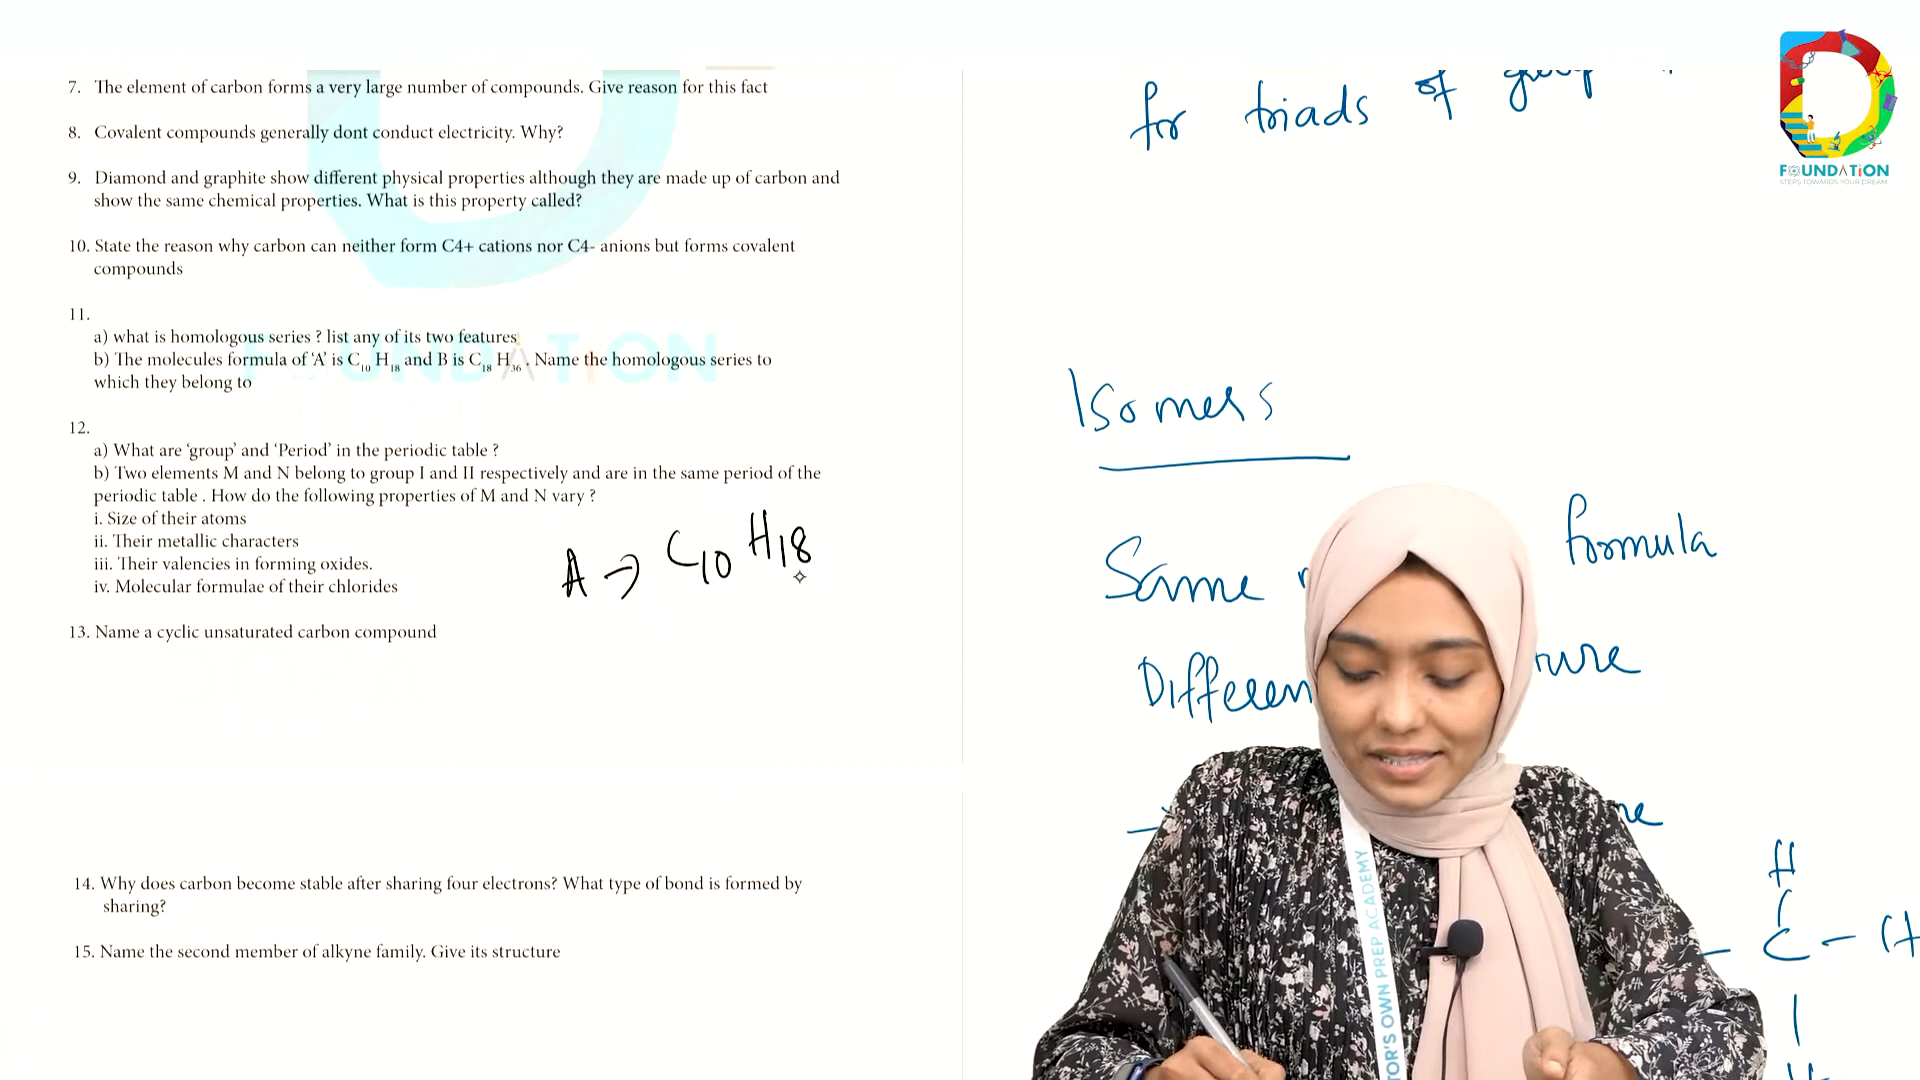 7. The element of carbon forms a very large number of compounds. Give reason for this fact
8. Covalent compounds generally dont conduct electricity. Why?
9. Diamond and graphite show different physical properties although they are made up of carbon and
show the same chemical properties. What is this property called?
10. State the reason why carbon can neither form C4+ cations nor C4- anions but forms covalent
compounds
11.
a) what is homologous series ? list any of its two features
b) The molecules formula of 'A' is C₁₀ H₁₈ and B is C₁₈ H₃₆ . Name the homologous series to
which they belong to
12.
a) What are 'group' and 'Period' in the periodic table ?
b) Two elements M and N belong to group I and II respectively and are in the same period of the
periodic table . How do the following properties of M and N vary ?
i. Size of their atoms
ii. Their metallic characters
iii. Their valencies in forming oxides.
iv. Molecular formulae of their chlorides
A → C10 H18
13. Name a cyclic unsaturated carbon compound
14. Why does carbon become stable after sharing four electrons? What type of bond is formed by
sharing?
15. Name the second member of alkyne family. Give its structure
for triads of
Isomers
Same formula
Differen
H
C - H
FOUNDATION
STEPS TOWARDS YOUR DREAM
FOUNDATION
TOR'S OWN PREP ACADEMY